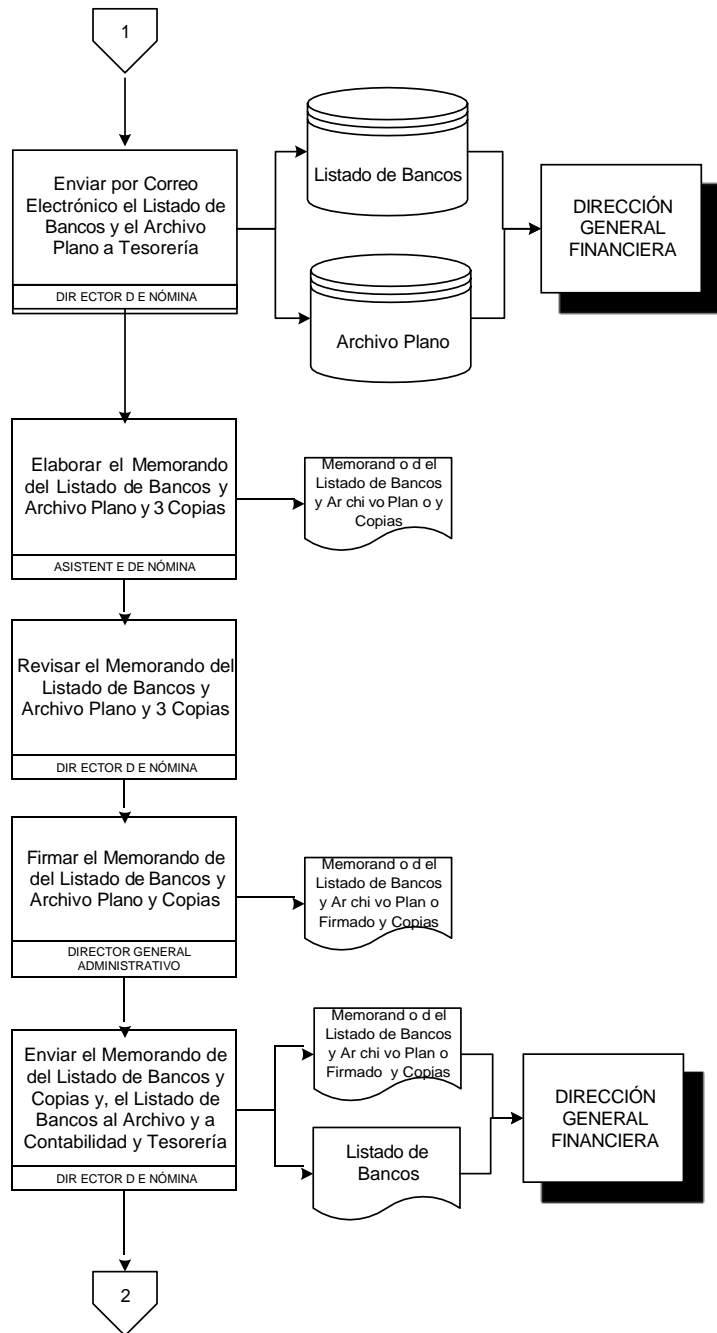 1
Enviar por Correo
Electrónico el Listado de
Bancos y el Archivo
Plano a Tesorería
DIR ECTOR D E NÓMINA
Listado de Bancos
Archivo Plano
DIRECCIÓN
GENERAL
FINANCIERA
Elaborar el Memorando
del Listado de Bancos y
Archivo Plano y 3 Copias
ASISTENT E DE NÓMINA
Memorand o d el
Listado de Bancos
y Ar chi vo Plan o y
Copias
Revisar el Memorando del
Listado de Bancos y
Archivo Plano y 3 Copias
DIR ECTOR D E NÓMINA
Firmar el Memorando de
del Listado de Bancos y
Archivo Plano y Copias
DIRECTOR GENERAL
ADMINISTRATIVO
Memorand o d el
Listado de Bancos
y Ar chi vo Plan o
Firmado y Copias
Enviar el Memorando de
del Listado de Bancos y
Copias y, el Listado de
Bancos al Archivo y a
Contabilidad y Tesorería
DIR ECTOR D E NÓMINA
Memorand o d el
Listado de Bancos
y Ar chi vo Plan o
Firmado y Copias
Listado de
Bancos
DIRECCIÓN
GENERAL
FINANCIERA
2